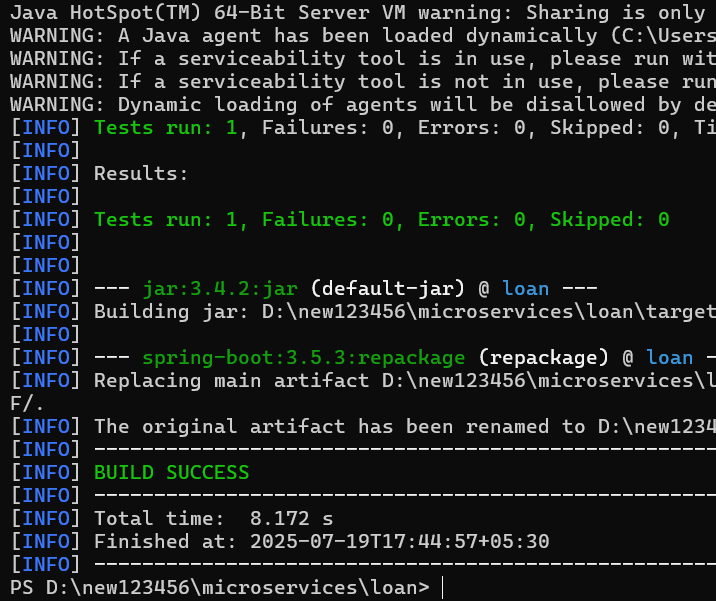 Java HotSpot(TM) 64-Bit Server VM warning: Sharing is only
WARNING: A Java agent has been loaded dynamically (C:\Users
WARNING: If a serviceability tool is in use, please run wit
WARNING: If a serviceability tool is not in use, please run
WARNING: Dynamic loading of agents will be disallowed by de
[INFO] Tests run: 1, Failures: 0, Errors: 0, Skipped: 0, Ti
[INFO]
[INFO] Results:
[INFO]
[INFO] Tests run: 1, Failures: 0, Errors: 0, Skipped: 0
[INFO]
[INFO]
[INFO] --- jar:3.4.2:jar (default-jar) @ loan ---
[INFO] Building jar: D:\new123456\microservices\loan\target
[INFO]
[INFO] --- spring-boot:3.5.3:repackage (repackage) @ loan -
[INFO] Replacing main artifact D:\new123456\microservices\l
F/.
[INFO] The original artifact has been renamed to D:\new1234
[INFO] ----------------------------------------------------
[INFO] BUILD SUCCESS
[INFO] ----------------------------------------------------
[INFO] Total time:  8.172 s
[INFO] Finished at: 2025-07-19T17:44:57+05:30
[INFO] ----------------------------------------------------
PS D:\new123456\microservices\loan>